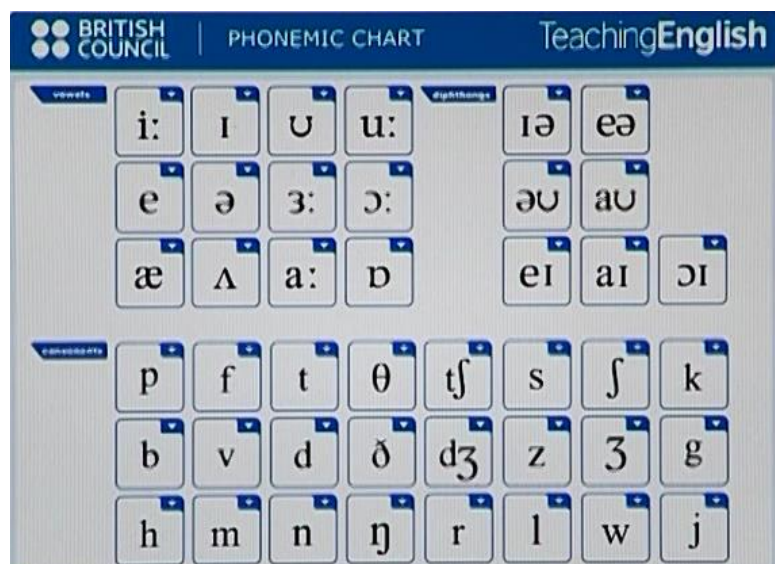 BRITISH COUNCIL | PHONEMIC CHART TeachingEnglish
vowels iː ɪ ʊ uː diphthongs ɪə eə
e ə ɜː ɔː əʊ aʊ
æ ʌ aː ɒ eɪ aɪ ɔɪ
consonants p f t θ tʃ s ʃ k
b v d ð dʒ z ʒ g
h m n ŋ r l w j